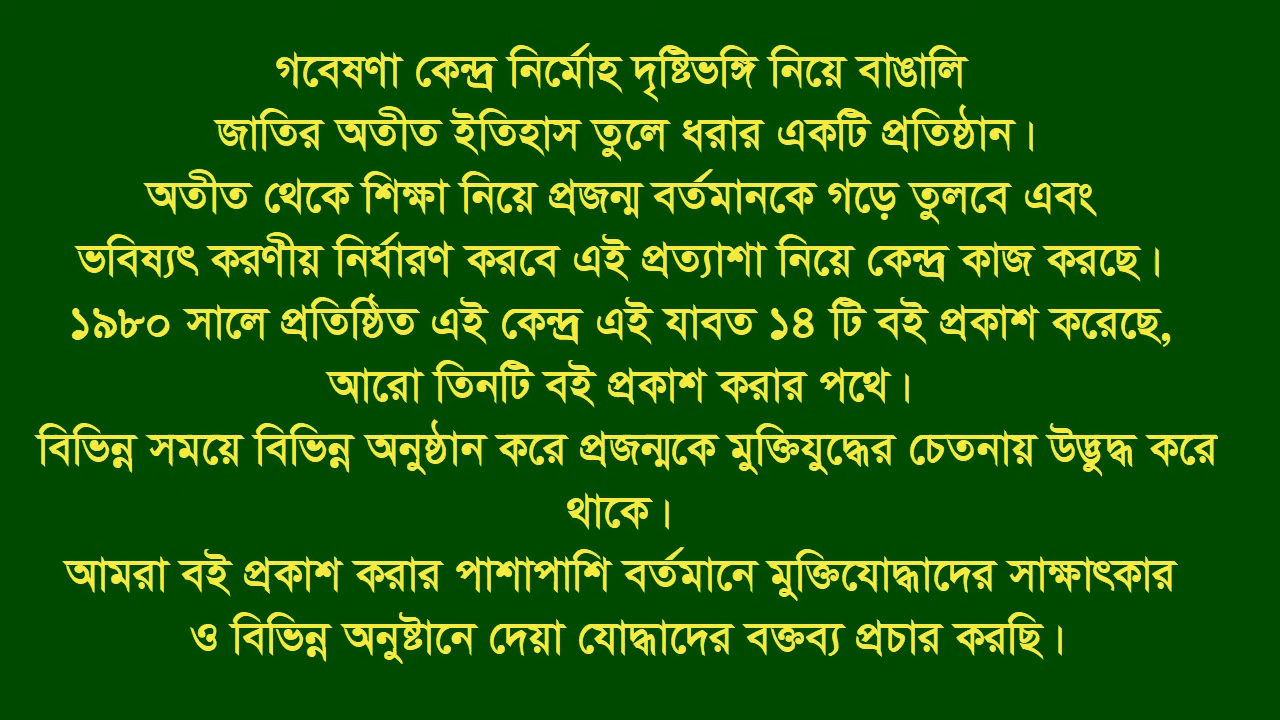 গবেষণা কেন্দ্র নির্মোহ দৃষ্টিভঙ্গি নিয়ে বাঙালি
জাতির অতীত ইতিহাস তুলে ধরার একটি প্রতিষ্ঠান।
অতীত থেকে শিক্ষা নিয়ে প্রজন্ম বর্তমানকে গড়ে তুলবে এবং
ভবিষ্যৎ করণীয় নির্ধারণ করবে এই প্রত্যাশা নিয়ে কেন্দ্র কাজ করছে।
১৯৮০ সালে প্রতিষ্ঠিত এই কেন্দ্র এই যাবত ১৪ টি বই প্রকাশ করেছে,
আরো তিনটি বই প্রকাশ করার পথে।
বিভিন্ন সময়ে বিভিন্ন অনুষ্ঠান করে প্রজন্মকে মুক্তিযুদ্ধের চেতনায় উদ্ভুদ্ধ করে
থাকে।
আমরা বই প্রকাশ করার পাশাপাশি বর্তমানে মুক্তিযোদ্ধাদের সাক্ষাৎকার
ও বিভিন্ন অনুষ্টানে দেয়া যোদ্ধাদের বক্তব্য প্রচার করছি।